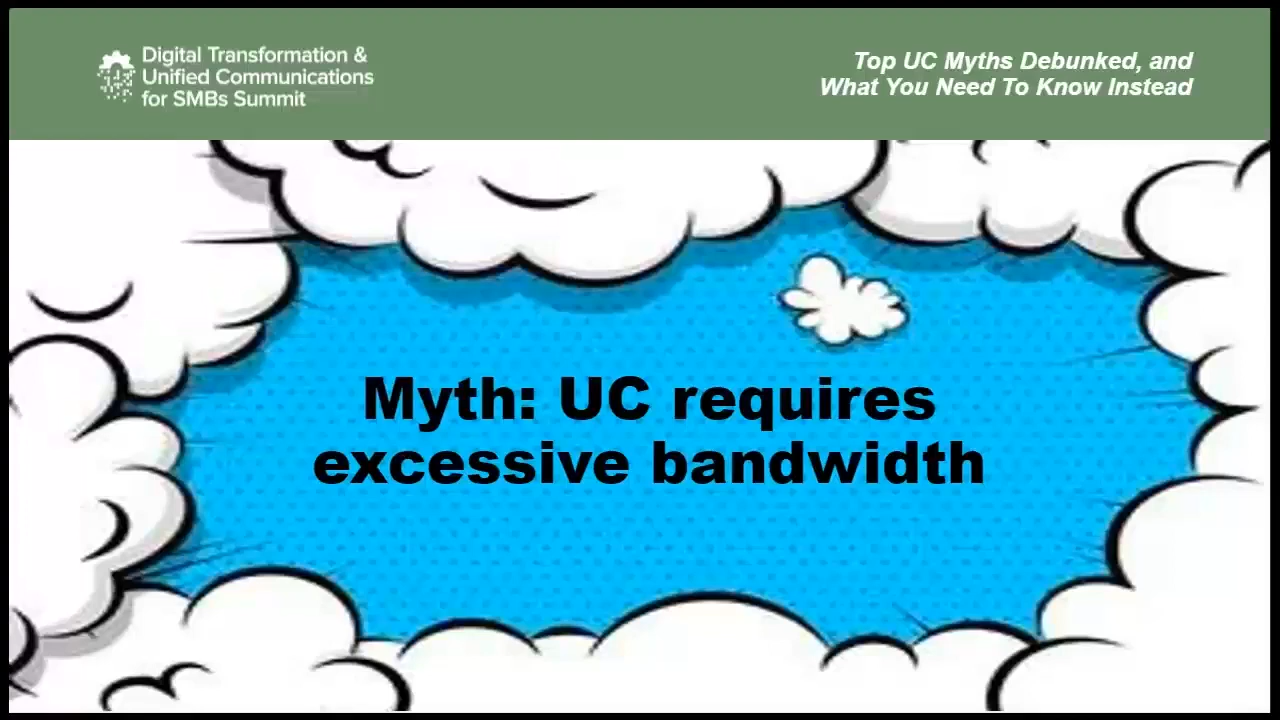 Digital Transformation &
Unified Communications
for SMBs Summit
Top UC Myths Debunked, and
What You Need To Know Instead
Myth: UC requires
excessive bandwidth